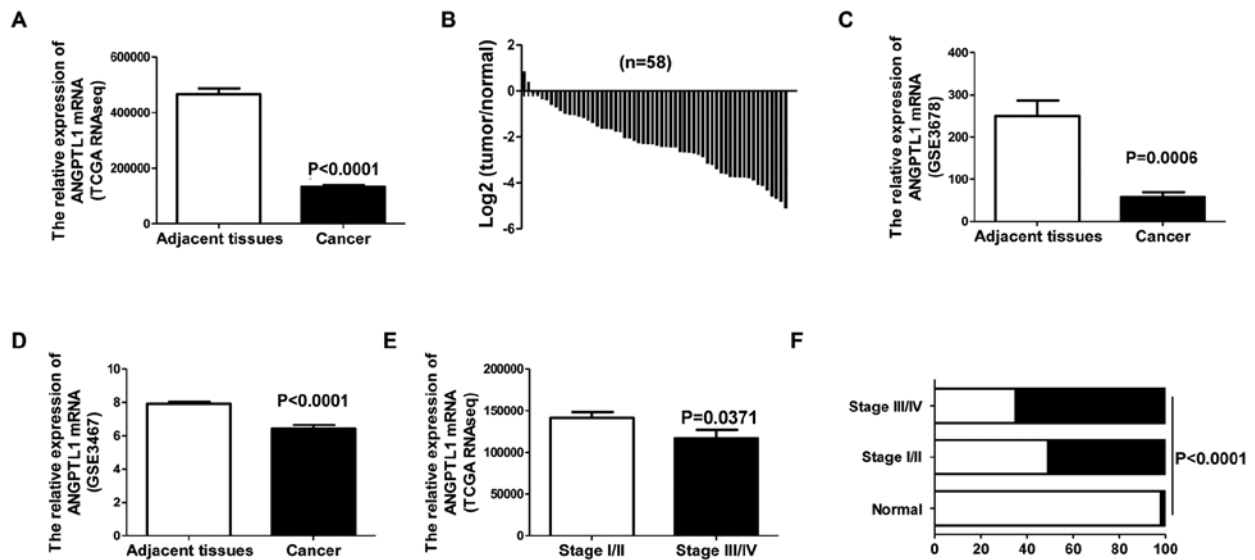 A
The relative expression of
ANGPTL1 mRNA
(TCGA RNAseq)
600000
400000
200000
0
P<0.0001
Adjacent tissues
Cancer
B
Log2 (tumor/normal)
2
0
-2
-4
-6
(n=58)
C
The relative expression of
ANGPTL1 mRNA
(GSE3678)
400
300
200
100
0
P=0.0006
Adjacent tissues
Cancer
D
The relative expression of
ANGPTL1 mRNA
(GSE3467)
8
6
4
2
0
P<0.0001
Adjacent tissues
Cancer
E
The relative expression of
ANGPTL1 mRNA
(TCGA RNAseq)
200000
150000
100000
50000
0
P=0.0371
Stage I/II
Stage III/IV
F
Stage III/IV
Stage I/II
Normal
P<0.0001
0
20
40
60
80
100